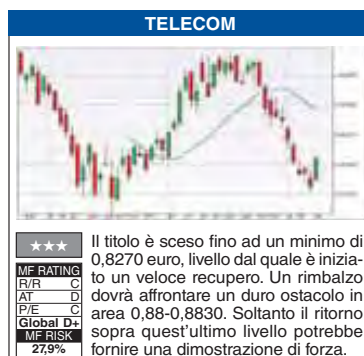 TELECOM
★★★
MF RATING
R/R C
AT D
P/E C
Global D+
MF RISK
27,9%
Il titolo è sceso fino ad un minimo di
0,8270 euro, livello dal quale è inizia-
to un veloce recupero. Un rimbalzo
dovrà affrontare un duro ostacolo in
area 0,88-0,8830. Soltanto il ritorno
sopra quest'ultimo livello potrebbe
fornire una dimostrazione di forza.